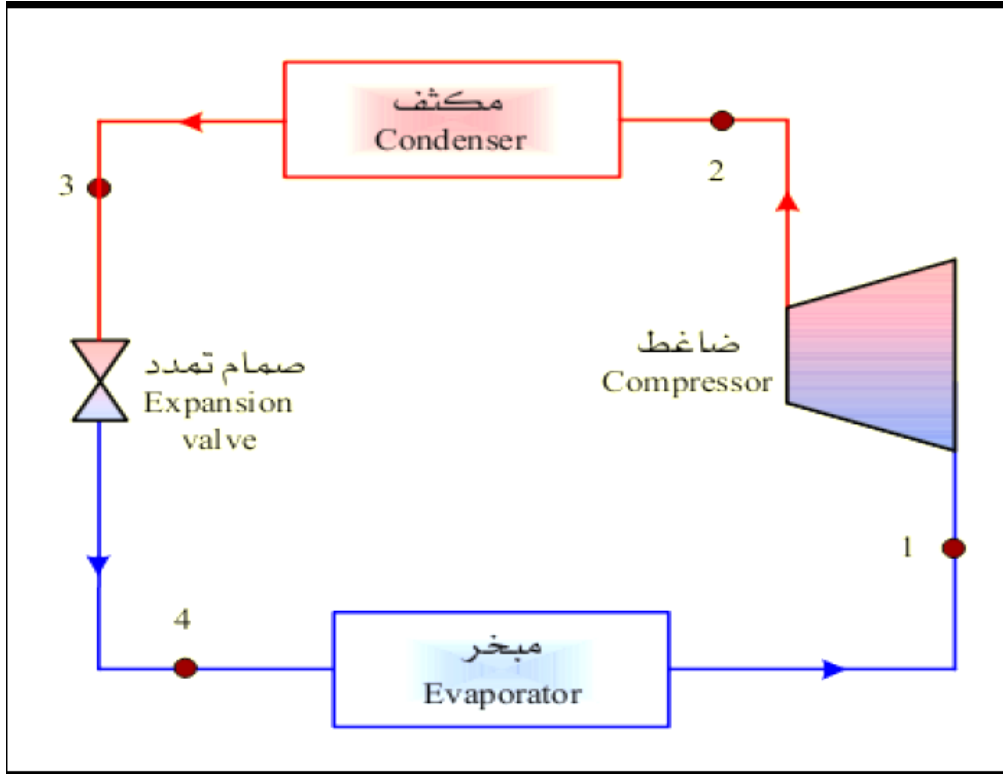 مكثف
Condenser
2
3
ضاغط
Compressor
صمام تمدد
Expansion
valve
1
4
مبخر
Evaporator